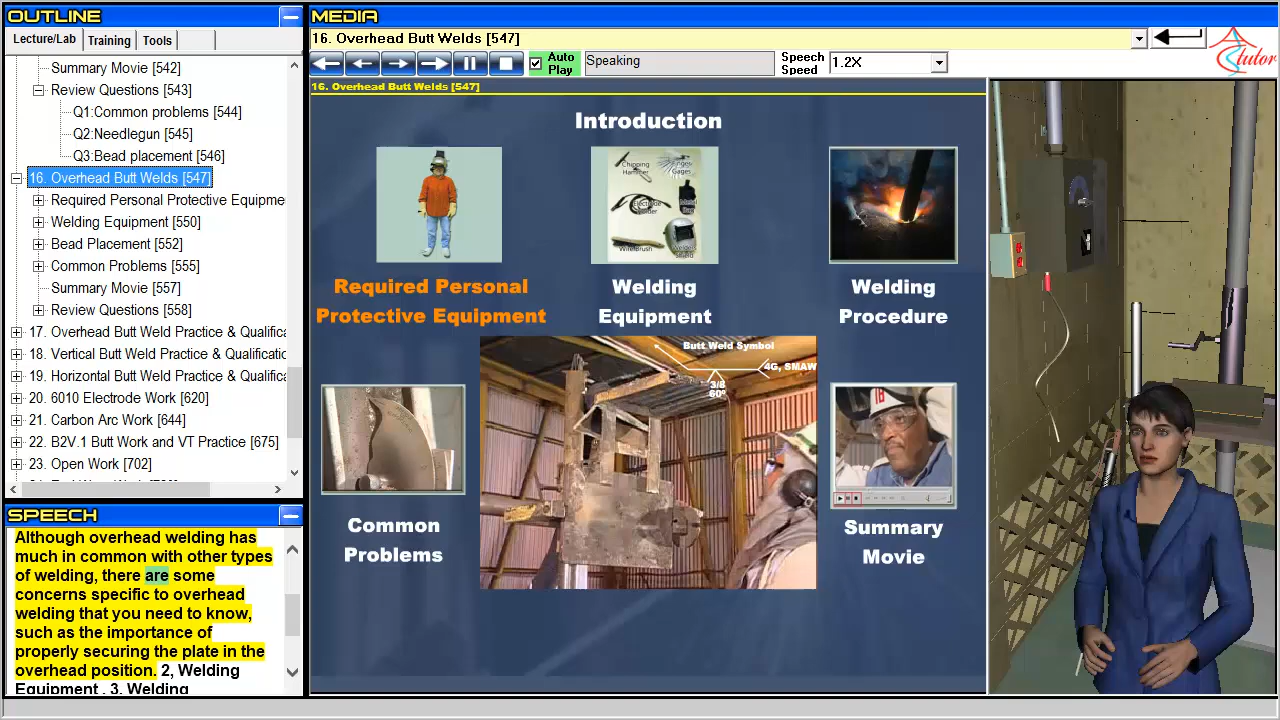 OUTLINE
Lecture/Lab Training Tools
Summary Movie [542]
Review Questions [543]
Q1:Common problems [544]
Q2:Needlegun [545]
Q3:Bead placement [546]
16. Overhead Butt Welds [547]
Required Personal Protective Equipme
Welding Equipment [550]
Bead Placement [552]
Common Problems [555]
Summary Movie [557]
Review Questions [558]
17. Overhead Butt Weld Practice & Qualifica
18. Vertical Butt Weld Practice & Qualificatio
19. Horizontal Butt Weld Practice & Qualifica
20. 6010 Electrode Work [620]
21. Carbon Arc Work [644]
22. B2V.1 Butt Work and VT Practice [675]
23. Open Work [702]
SPEECH
Although overhead welding has
much in common with other types
of welding, there are some
concerns specific to overhead
welding that you need to know,
such as the importance of
properly securing the plate in the
overhead position. 2, Welding
Equipment . 3. Welding
MEDIA
16. Overhead Butt Welds [547]
Auto
Play
Speaking
Speech
Speed
1.2X
tutor
16. Overhead Butt Welds [547]
Introduction
Chipping
Hammer
Gages
Wire Brush
Required Personal
Protective Equipment
Welding
Equipment
Welding
Procedure
Butt Weld Symbol
4G, SMAW
3/8
60º
Common
Problems
Summary
Movie